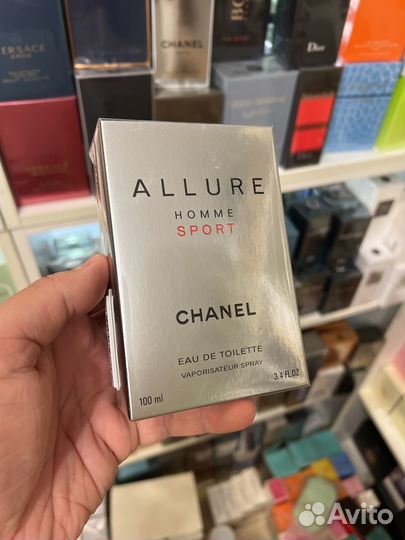 VERSACE
EROS
CHANEL
Dior
ALLURE
HOMME
SPORT
CHANEL
EAU DE TOILETTE
VAPORISATEUR SPRAY
100 ml
3.4 FL.OZ.
Avito